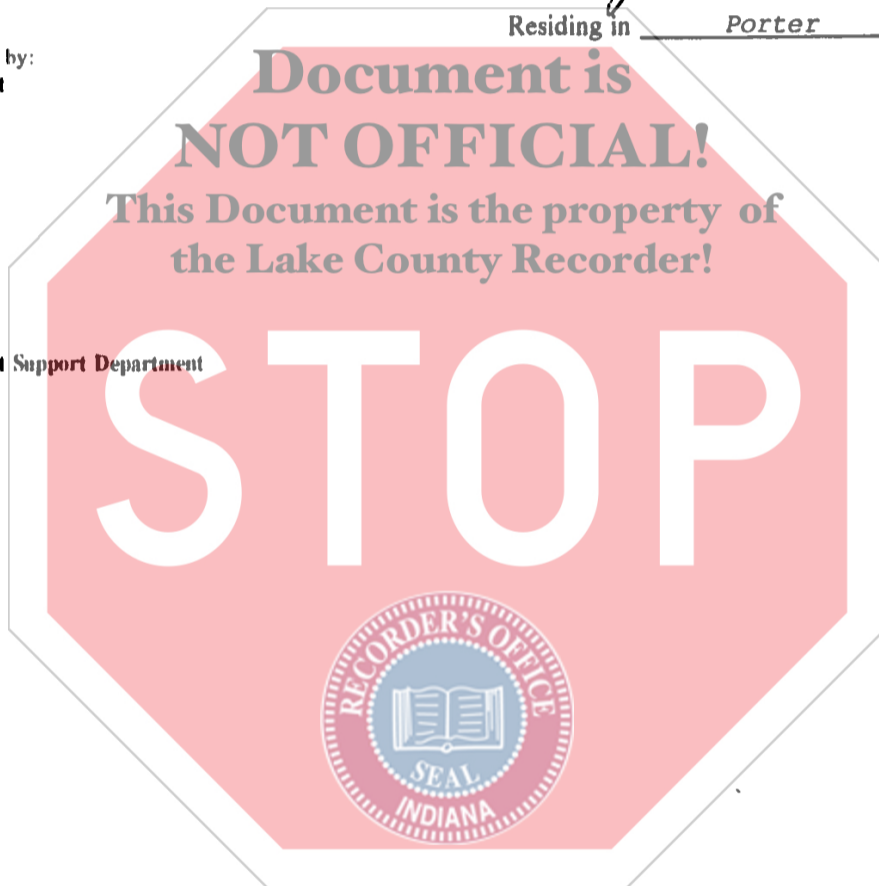 Residing in Porter
by:
Document is
NOT OFFICIAL!
This Document is the property of
the Lake County Recorder!
Support Department
STOP
RECORDER'S OFFICE
SEAL
INDIANA